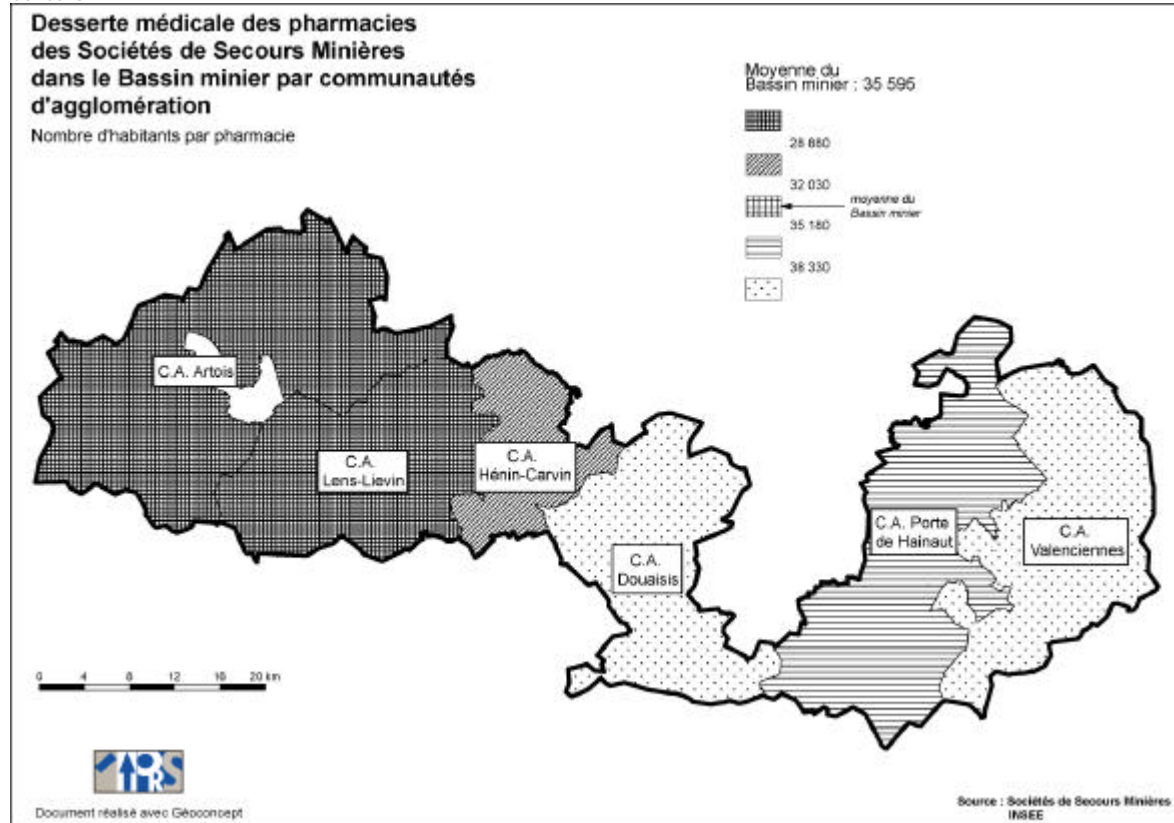 Desserte médicale des pharmacies
des Sociétés de Secours Minières
dans le Bassin minier par communautés
d'agglomération
Nombre d'habitants par pharmacie
Moyenne du
Bassin minier : 35 595
28 880
32 030
moyenne du
Bassin minier
35 180
38 330
C.A. Artois
C.A.
Lens-Lievin
C.A.
Hénin-Carvin
C.A.
Douaisis
C.A. Porte
de Hainaut
C.A.
Valenciennes
0 4 8 12 16 20 km
Document réalisé avec Géoconcept
Source : Sociétés de Secours Minières
INSEE